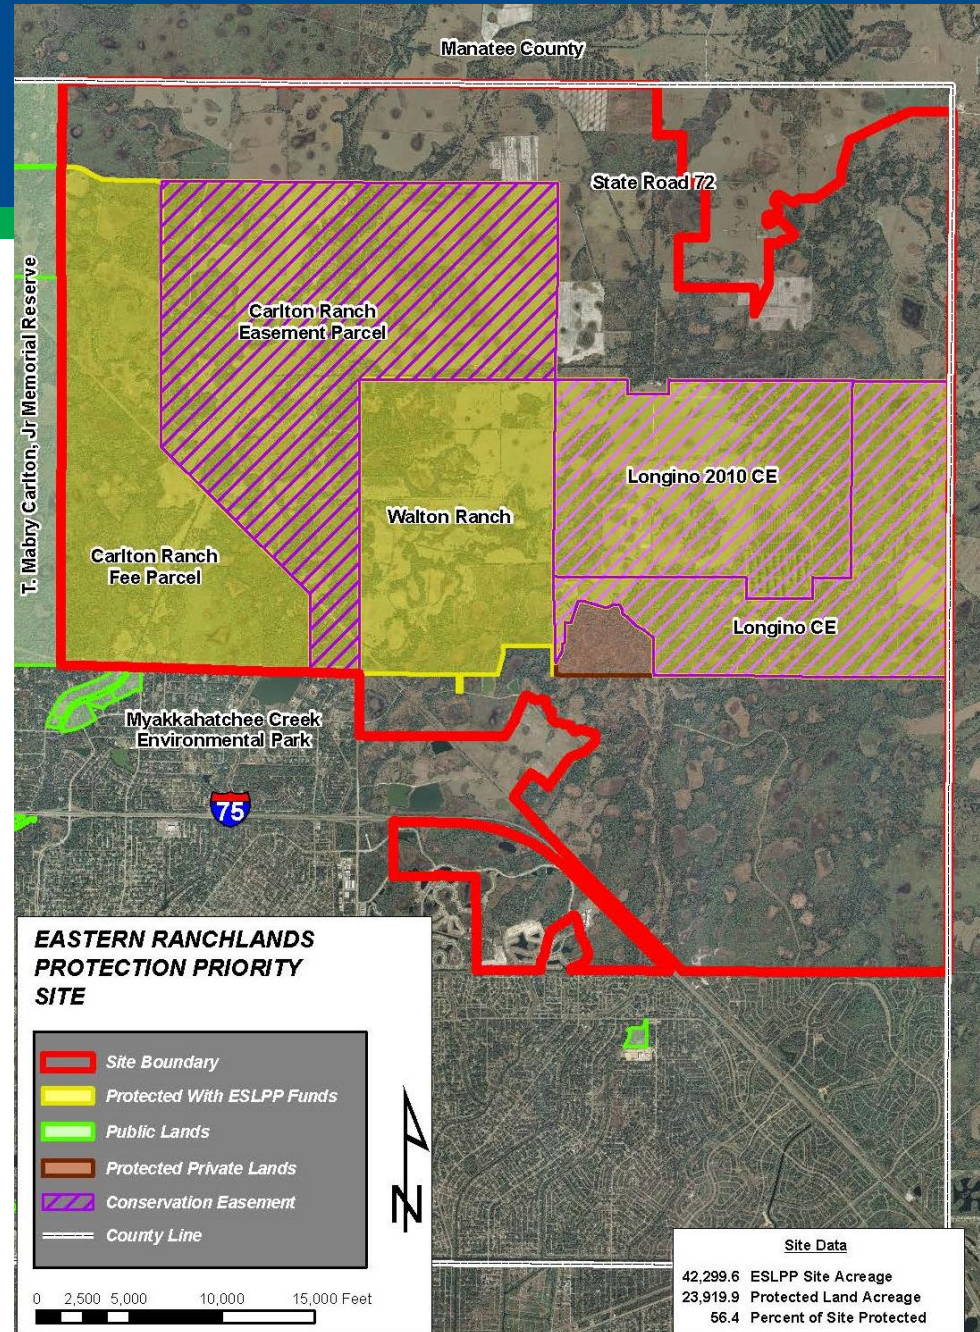 Manatee County
State Road 72
T. Mabry Carlton, Jr Memorial Reserve
Carlton Ranch
Easement Parcel
Longino 2010 CE
Walton Ranch
Carlton Ranch
Fee Parcel
Longino CE
Myakkahatchee Creek
Environmental Park
75
EASTERN RANCHLANDS
PROTECTION PRIORITY
SITE
Site Boundary
Protected With ESLPP Funds
Public Lands
Protected Private Lands
Conservation Easement
County Line
N
0 2,500 5,000 10,000 15,000 Feet
Site Data
42,299.6 ESLPP Site Acreage
23,919.9 Protected Land Acreage
56.4 Percent of Site Protected